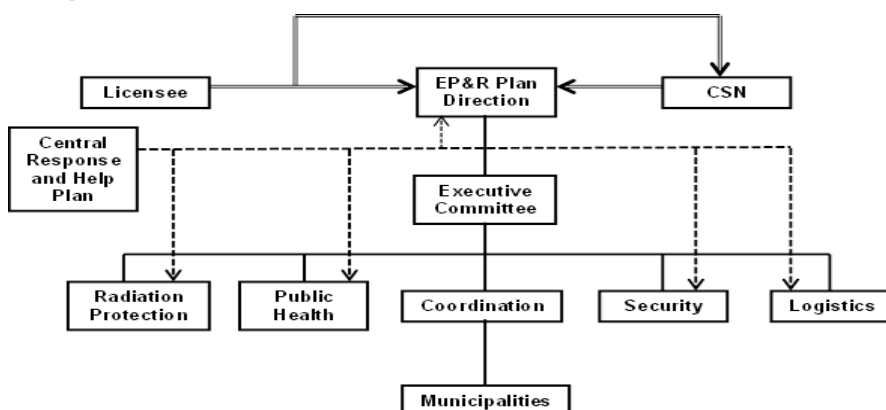 Licensee
EP&R Plan
Direction
CSN
Central
Response
and Help
Plan
Executive
Committee
Radiation
Protection
Public
Health
Coordination
Security
Logistics
Municipalities